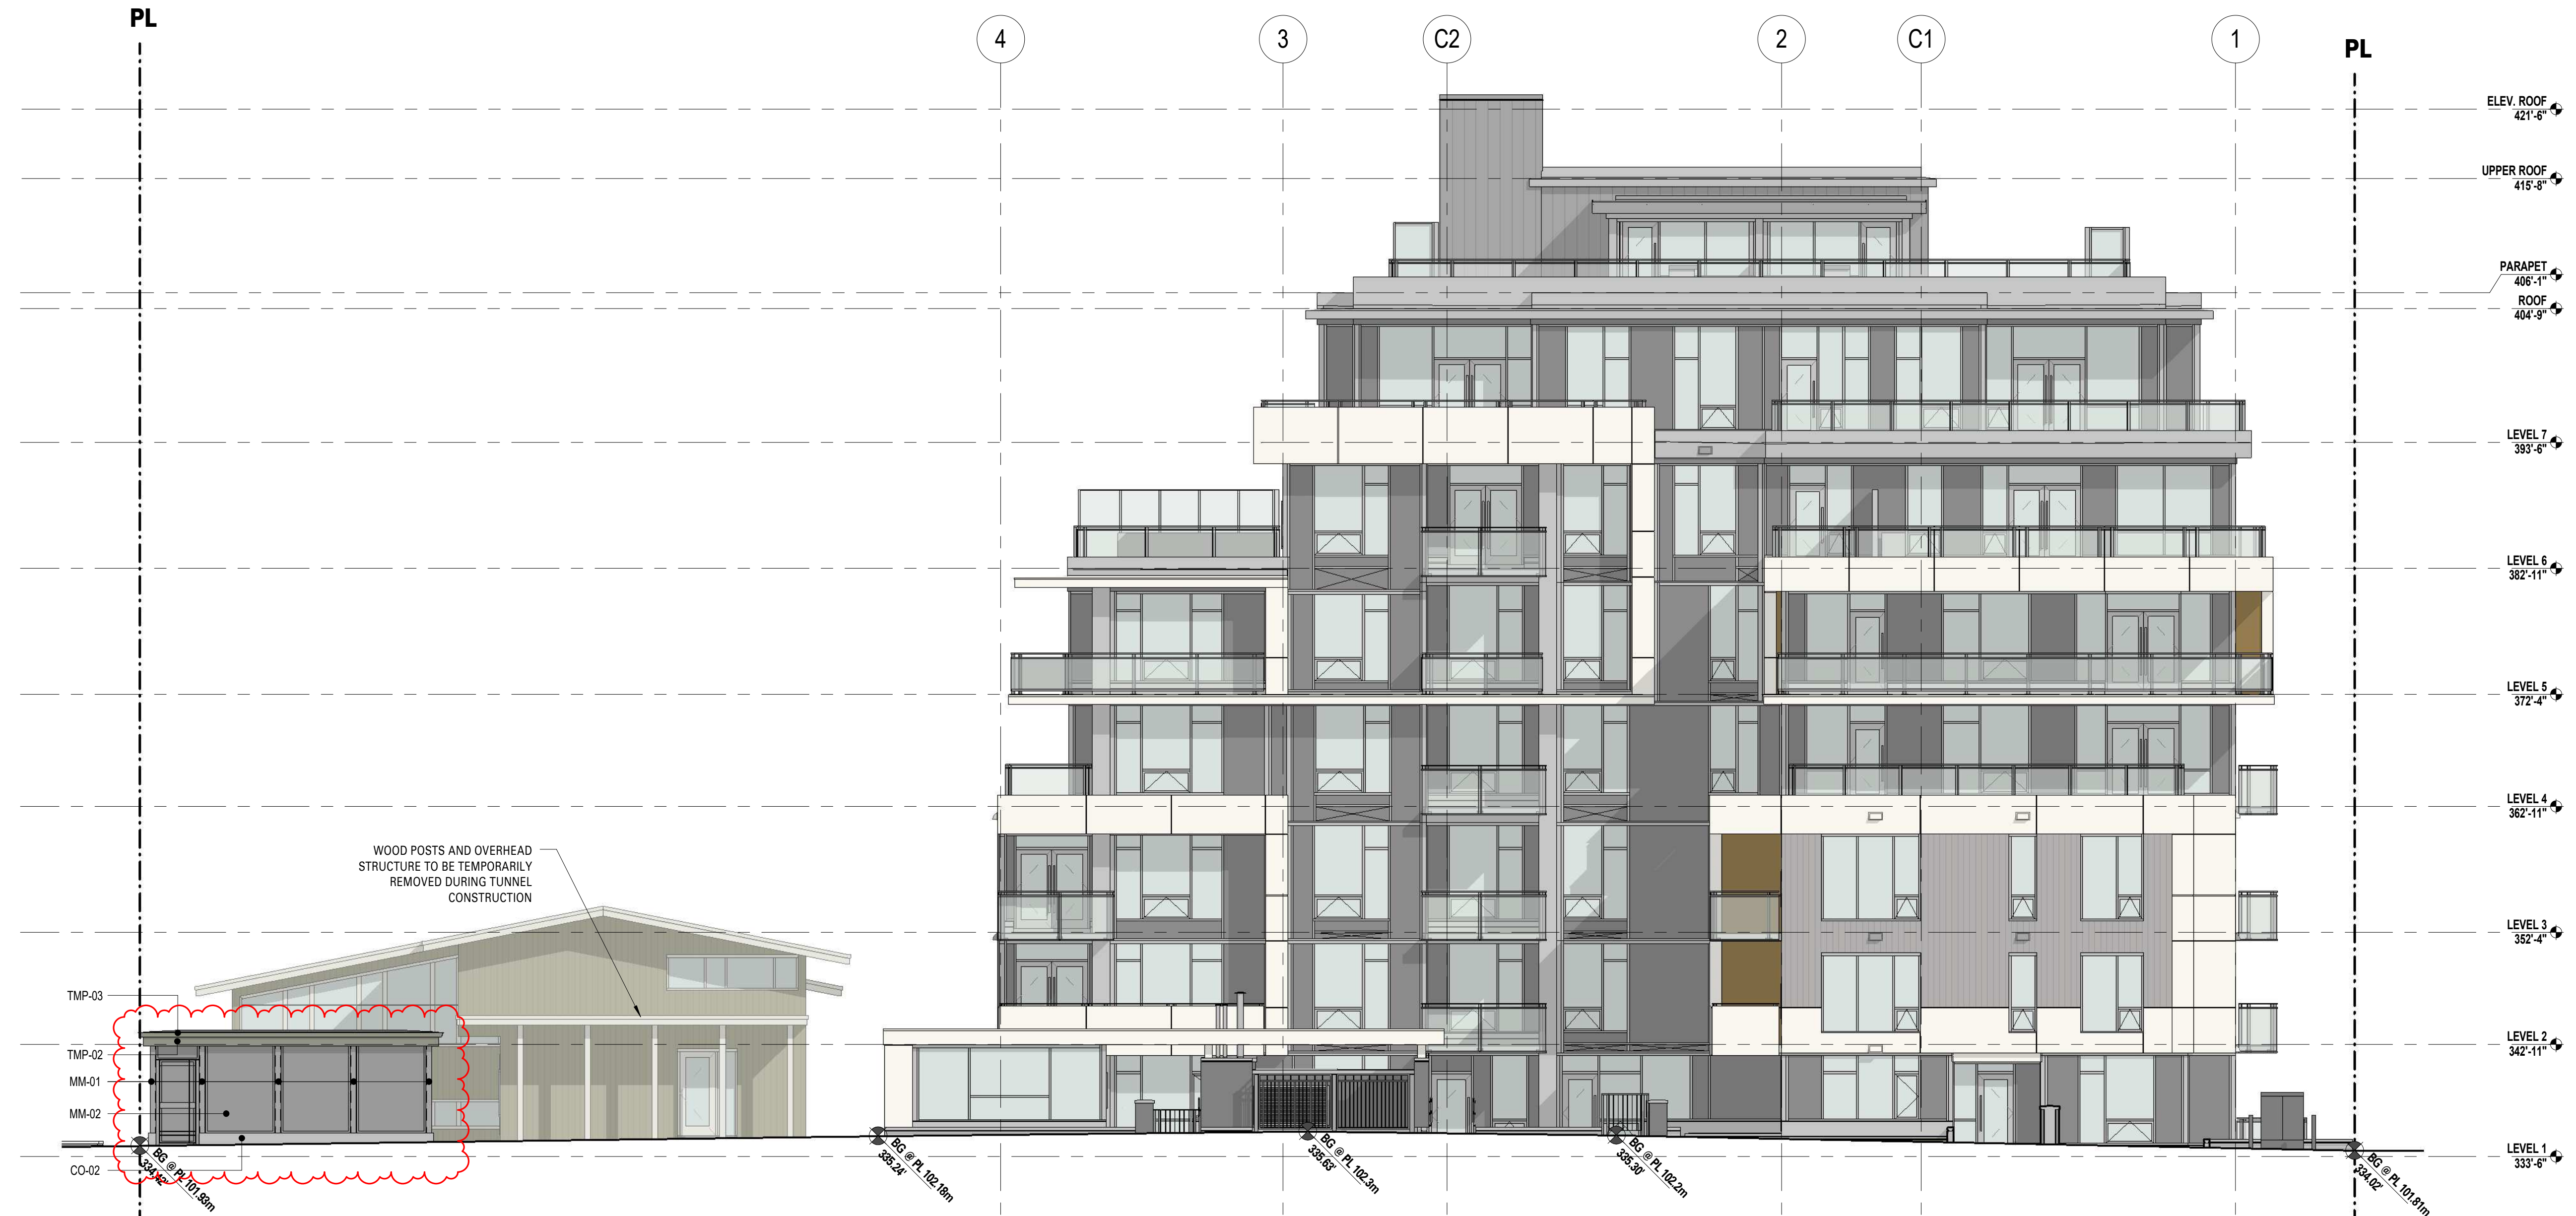 PL
4
3
C2
2
C1
1
PL
ELEV. ROOF
421'-6"
UPPER ROOF
415'-8"
PARAPET
406'-1"
ROOF
404'-9"
LEVEL 7
393'-6"
LEVEL 6
382'-11"
LEVEL 5
372'-4"
LEVEL 4
362'-11"
WOOD POSTS AND OVERHEAD
STRUCTURE TO BE TEMPORARILY
REMOVED DURING TUNNEL
CONSTRUCTION
LEVEL 3
352'-4"
TMP-03
LEVEL 2
342'-11"
TMP-02
MM-01
MM-02
CO-02
LEVEL 1
333'-6"
BG @ PL 101.93m
334.42'
BG @ PL 102.18m
335.24'
BG @ PL 102.3m
335.63'
BG @ PL 102.2m
335.30'
BG @ PL 101.81m
334.02'